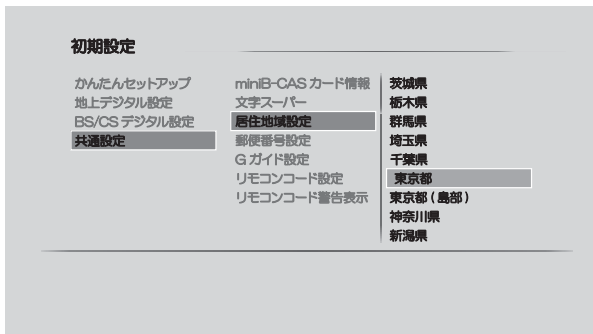 初期設定
かんたんセットアップ
地上デジタル設定
BS/CS デジタル設定
共通設定
miniB-CAS カード情報
文字スーパー
居住地域設定
郵便番号設定
G ガイド設定
リモコンコード設定
リモコンコード警告表示
茨城県
栃木県
群馬県
埼玉県
千葉県
東京都
東京都 ( 島部 )
神奈川県
新潟県